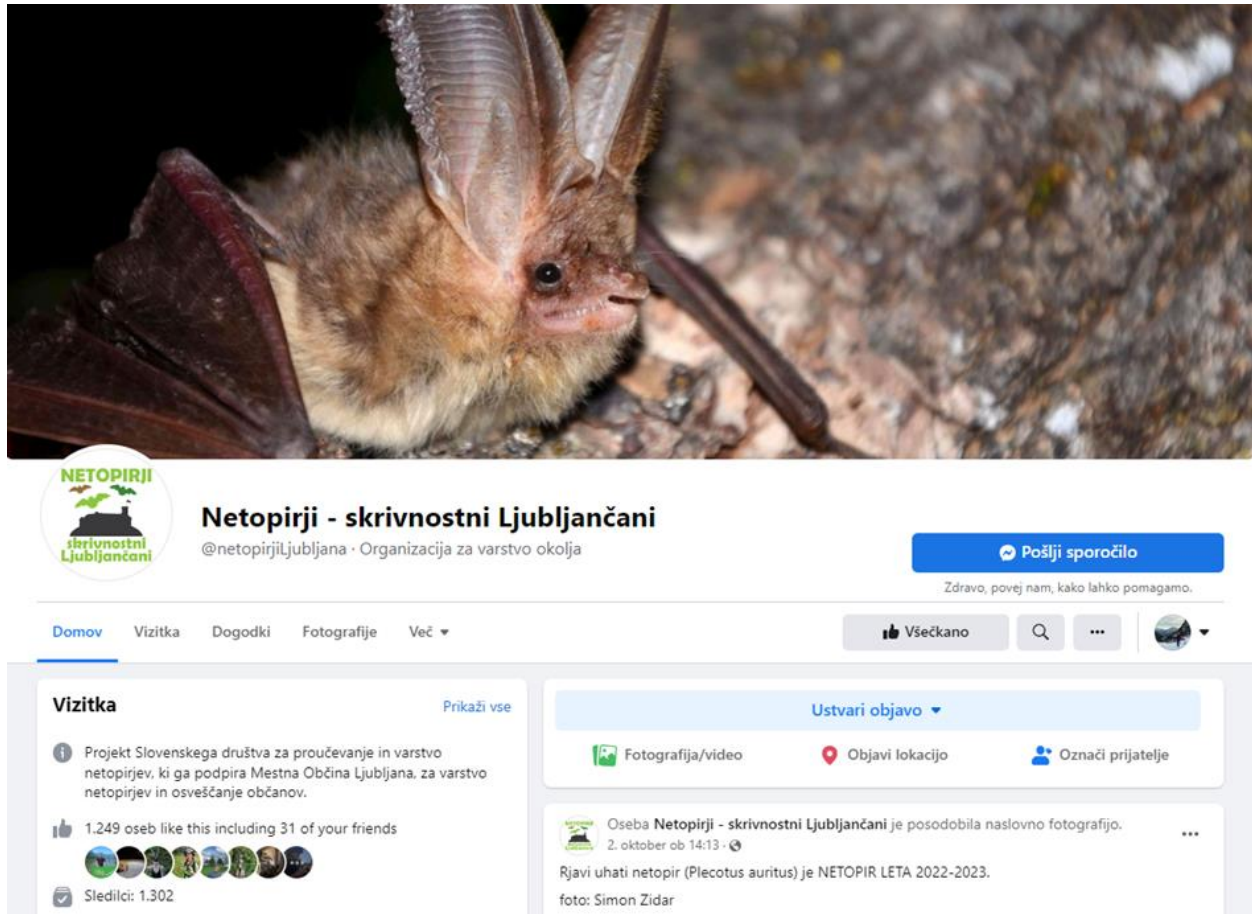 NETOPIRJI
skrivnostni
Ljubljančani
Netopirji - skrivnostni Ljubljančani
@netopirjiLjubljana · Organizacija za varstvo okolja
Pošlji sporočilo
Zdravo, povej nam, kako lahko pomagamo.
Domov
Vizitka
Dogodki
Fotografije
Več
Všečkano
Vizitka
Prikaži vse
Projekt Slovenskega društva za proučevanje in varstvo
netopirjev, ki ga podpira Mestna Občina Ljubljana, za varstvo
netopirjev in osveščanje občanov.
1.249 oseb like this including 31 of your friends
Sledilci: 1.302
Ustvari objavo
Fotografija/video
Objavi lokacijo
Označi prijatelje
Oseba Netopirji - skrivnostni Ljubljančani je posodobila naslovno fotografijo.
2. oktober ob 14:13 ·
Rjavi uhati netopir (Plecotus auritus) je NETOPIR LETA 2022-2023.
foto: Simon Zidar